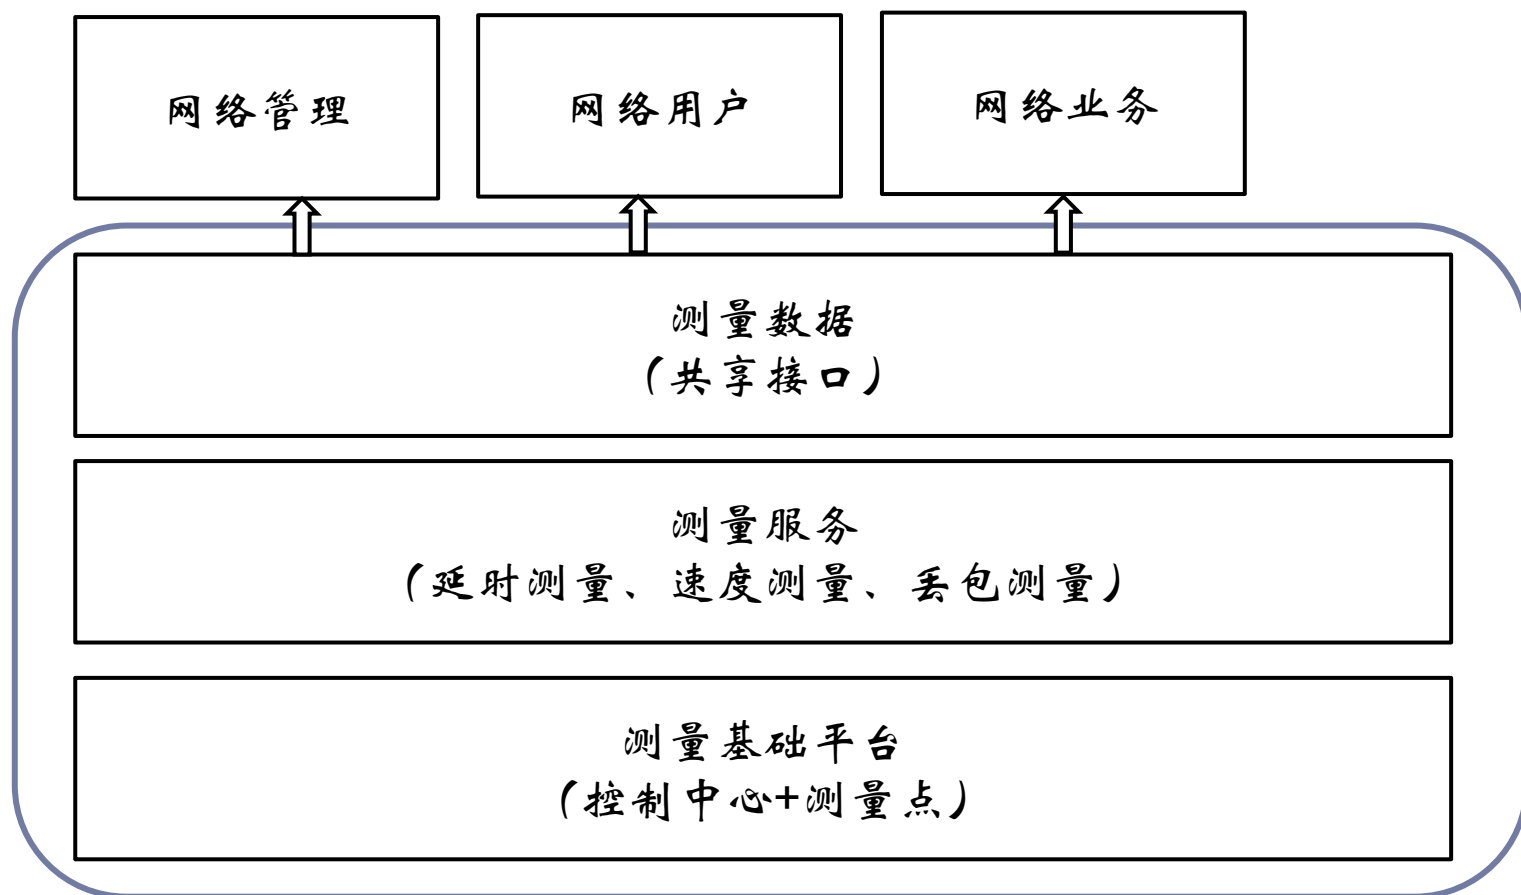 网络管理
网络用户
网络业务
测量数据
（共享接口）
测量服务
（延时测量、速度测量、丢包测量）
测量基础平台
（控制中心+测量点）